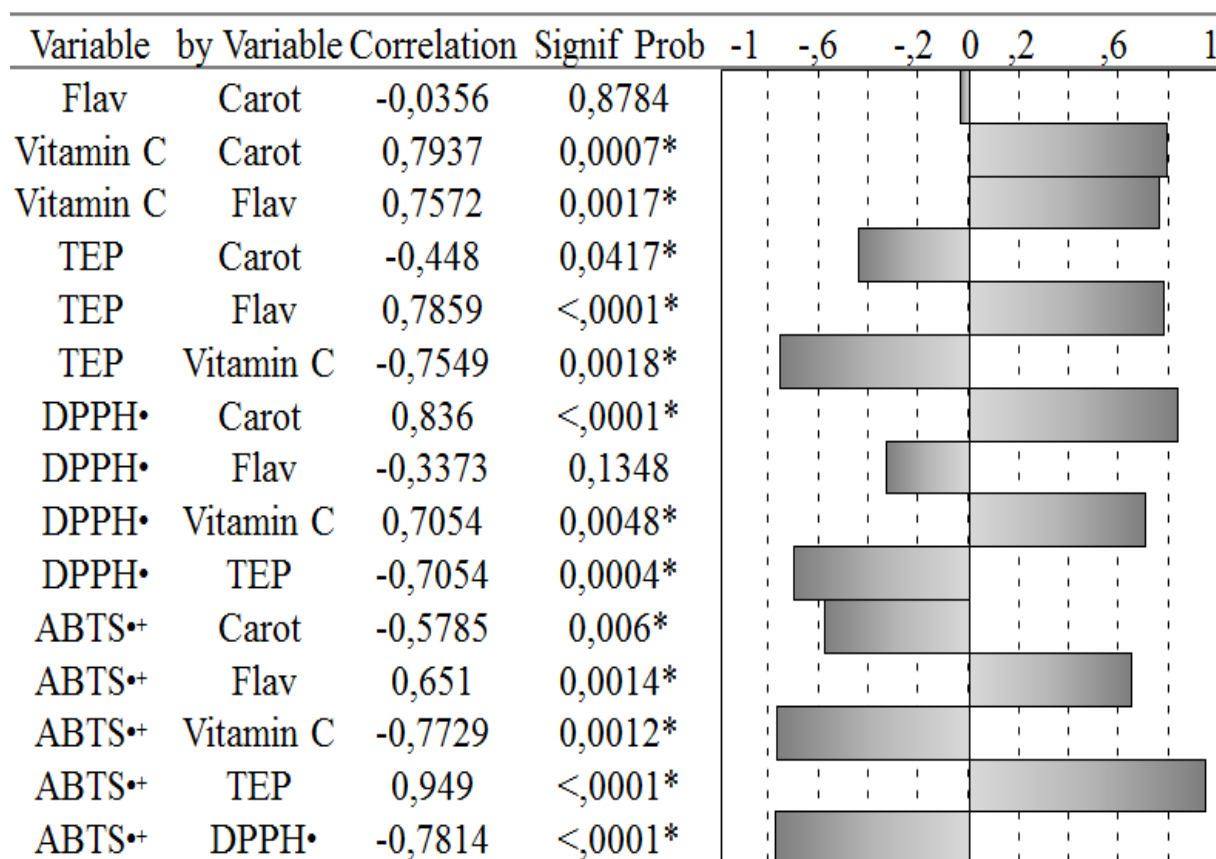 Variable by Variable Correlation Signif Prob -1 -,6 -,2 0 ,2 ,6 1
Flav Carot -0,0356 0,8784
Vitamin C Carot 0,7937 0,0007*
Vitamin C Flav 0,7572 0,0017*
TEP Carot -0,448 0,0417*
TEP Flav 0,7859 <,0001*
TEP Vitamin C -0,7549 0,0018*
DPPH• Carot 0,836 <,0001*
DPPH• Flav -0,3373 0,1348
DPPH• Vitamin C 0,7054 0,0048*
DPPH• TEP -0,7054 0,0004*
ABTS•⁺ Carot -0,5785 0,006*
ABTS•⁺ Flav 0,651 0,0014*
ABTS•⁺ Vitamin C -0,7729 0,0012*
ABTS•⁺ TEP 0,949 <,0001*
ABTS•⁺ DPPH• -0,7814 <,0001*